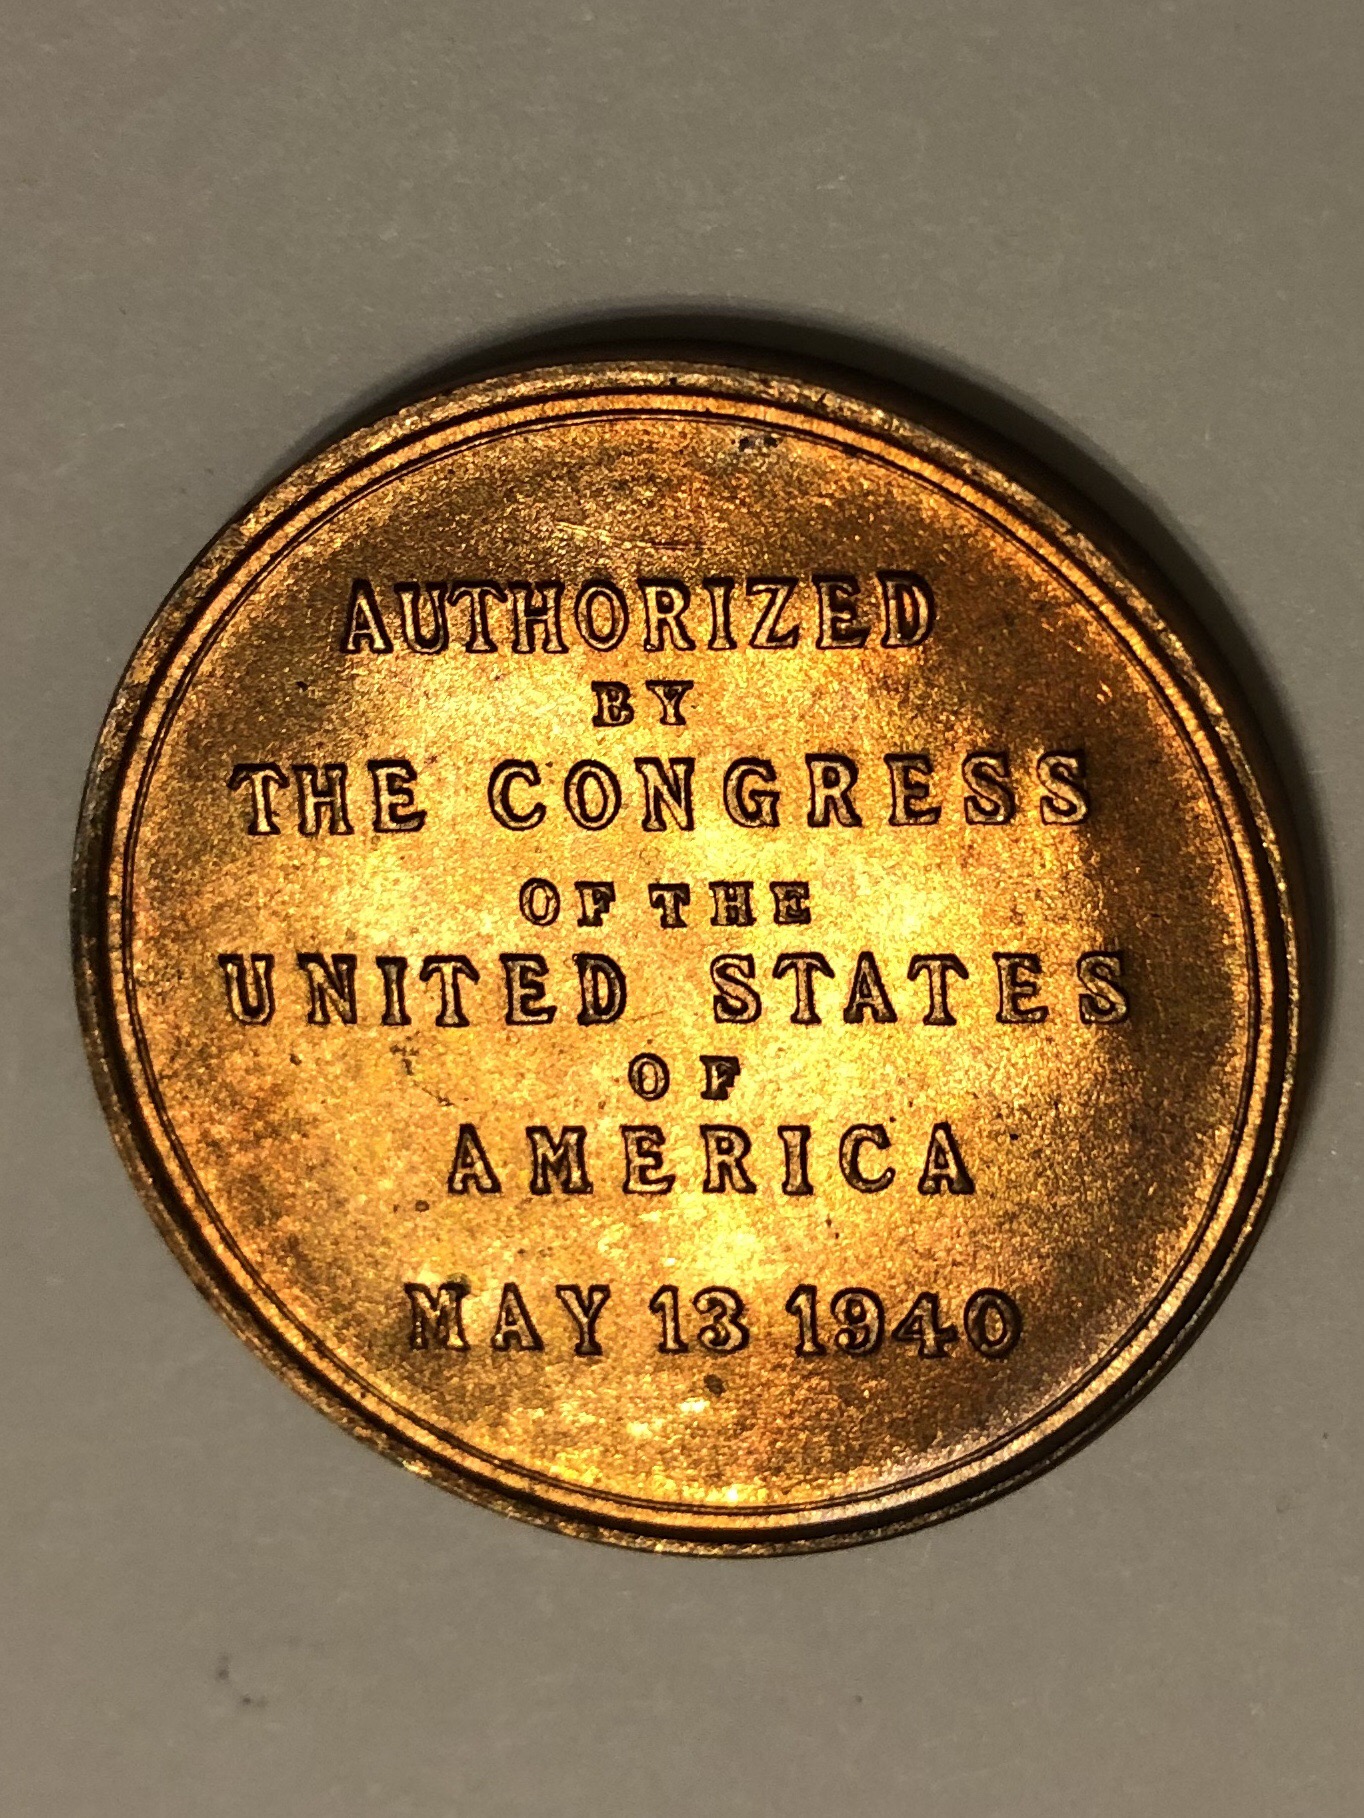 AUTHORIZED
BY
THE CONGRESS
OF THE
UNITED STATES
OF
AMERICA
MAY 13 1940